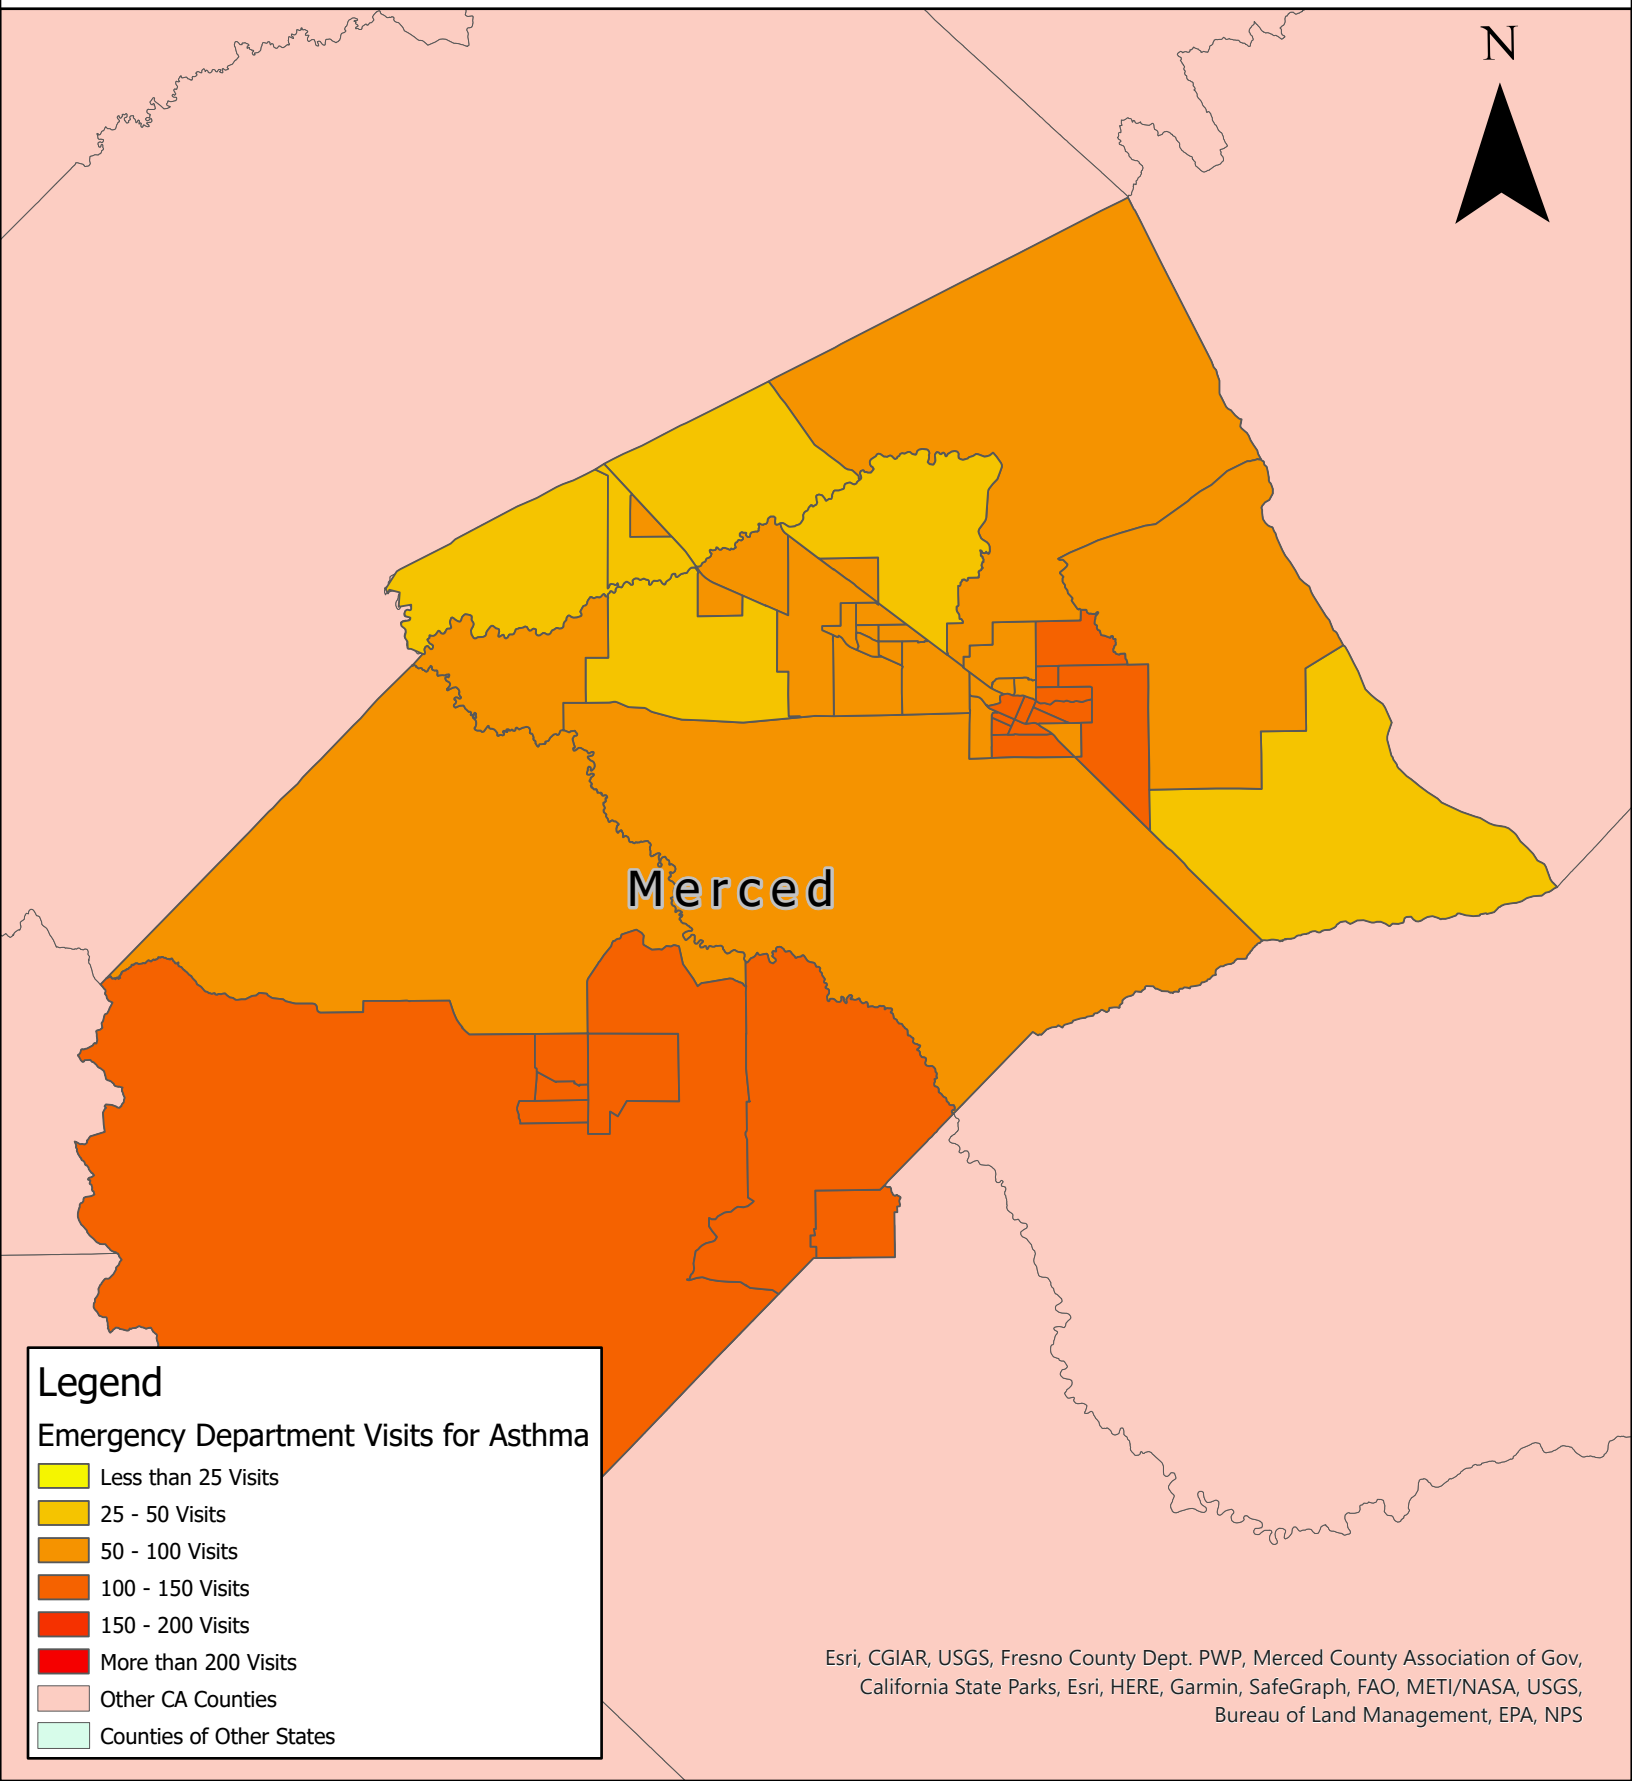 N
Merced
Legend
Emergency Department Visits for Asthma
Less than 25 Visits
25 - 50 Visits
50 - 100 Visits
100 - 150 Visits
150 - 200 Visits
More than 200 Visits
Other CA Counties
Counties of Other States
Esri, CGIAR, USGS, Fresno County Dept. PWP, Merced County Association of Gov,
California State Parks, Esri, HERE, Garmin, SafeGraph, FAO, METI/NASA, USGS,
Bureau of Land Management, EPA, NPS